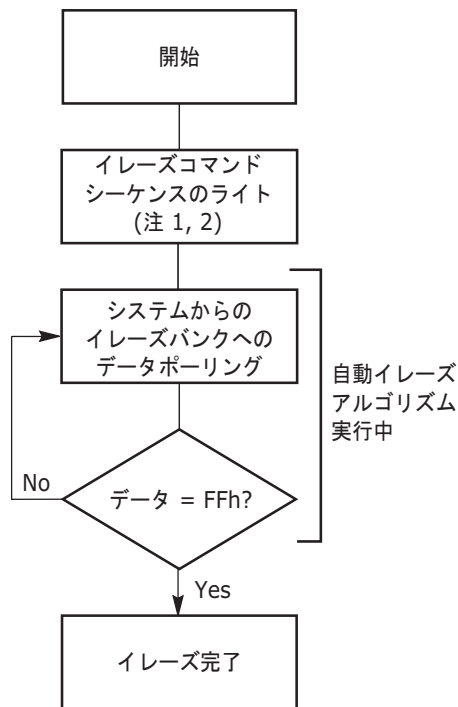 開始
イレーズコマンド
シーケンスのライト
(注 1, 2)
システムからの
イレーズバンクへの
データポーリング
自動イレーズ
アルゴリズム
実行中
No
データ = FFh?
Yes
イレーズ完了